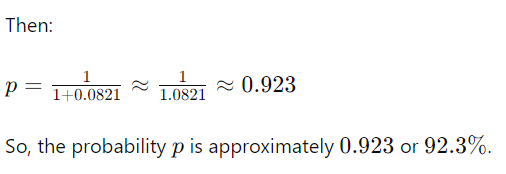 Then:
p = 1/(1+0.0821) ≈ 1/1.0821 ≈ 0.923
So, the probability p is approximately 0.923 or 92.3%.